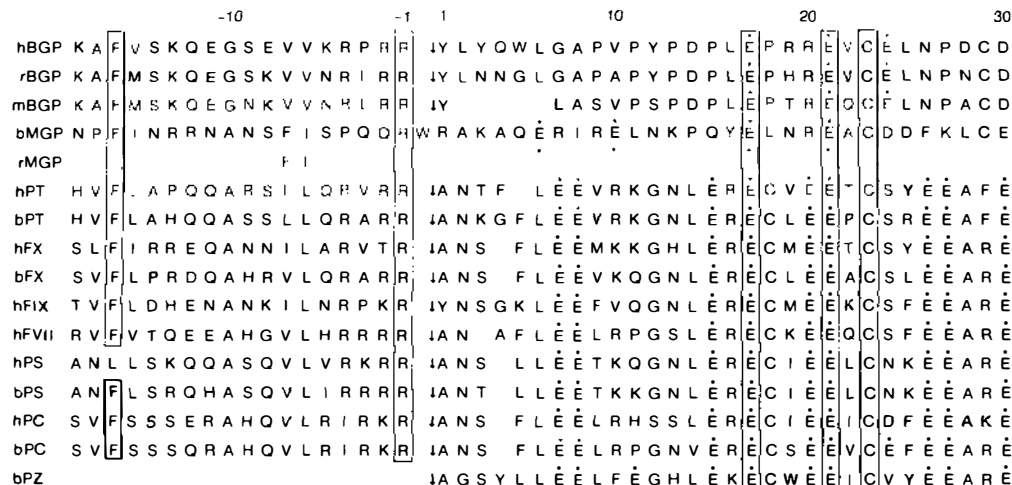 -10 -1 1 10 20 30
hBGP K A F V S K Q E G S E V V K R P R R ↓Y L Y Q W L G A P V P Y P D P L Ė P R R Ė V C Ė L N P D C D
rBGP K A F M S K Q E G S K V V N R I R R ↓Y L N N G L G A P A P Y P D P L Ė P H R Ė V C Ė L N P N C D
mBGP K A F M S K Q E G N K V V N R L R R ↓Y L A S V P S P D P L Ė P T R E Q C E L N P A C D
bMGP N P F I N R R N A N S F I S P Q Q R W R A K A Q Ė R I R Ė L N K P Q Y Ė L N R Ė A C D D F K L C E
rMGP F I
hPT H V F L A P Q Q A R S L L Q R V R R ↓A N T F L Ė Ė V R K G N L Ė R Ė C V E Ė T C S Y Ė Ė A F Ė
bPT H V F L A H Q Q A S S L L Q R A R R ↓A N K G F L Ė Ė V R K G N L Ė R Ė C L E Ė P C S R Ė Ė A F Ė
hFX S L F I R R E Q A N N I L A R V T R ↓A N S F L Ė Ė M K K G H L Ė R Ė C M E Ė T C S Y Ė Ė A R Ė
bFX S V F L P R D Q A H R V L Q R A R R ↓A N S F L Ė Ė V K Q G N L Ė R Ė C L E Ė A C S L Ė Ė A R Ė
hFIX T V F L D H E N A N K I L N R P K R ↓Y N S G K L Ė Ė F V Q G N L Ė R Ė C M E Ė K C S F Ė Ė A R Ė
hFVII R V F V T Q E E A H G V L H R R R R ↓A N A F L Ė Ė L R P G S L Ė R Ė C K E Ė Q C S F Ė Ė A R Ė
hPS A N L L S K Q Q A S Q V L V R K R R ↓A N S L L Ė Ė T K Q G N L Ė R Ė C I E Ė L C N K Ė Ė A R Ė
bPS A N F L S R Q H A S Q V L I R R R R ↓A N T L L Ė Ė T K K G N L Ė R Ė C I E Ė L C N K Ė Ė A R Ė
hPC S V F S S S E R A H Q V L R I R K R ↓A N S F L Ė Ė L R H S S L Ė R Ė C I E Ė I C D F Ė Ė A K Ė
bPC S V F S S S Q R A H Q V L R I R K R ↓A N S F L Ė Ė L R P G N V Ė R Ė C S E Ė V C Ė F Ė Ė A R Ė
bPZ ↓A G S Y L L Ė Ė L F Ė G H L Ė K Ė C W Ė Ė I C V Y Ė Ė A R Ė